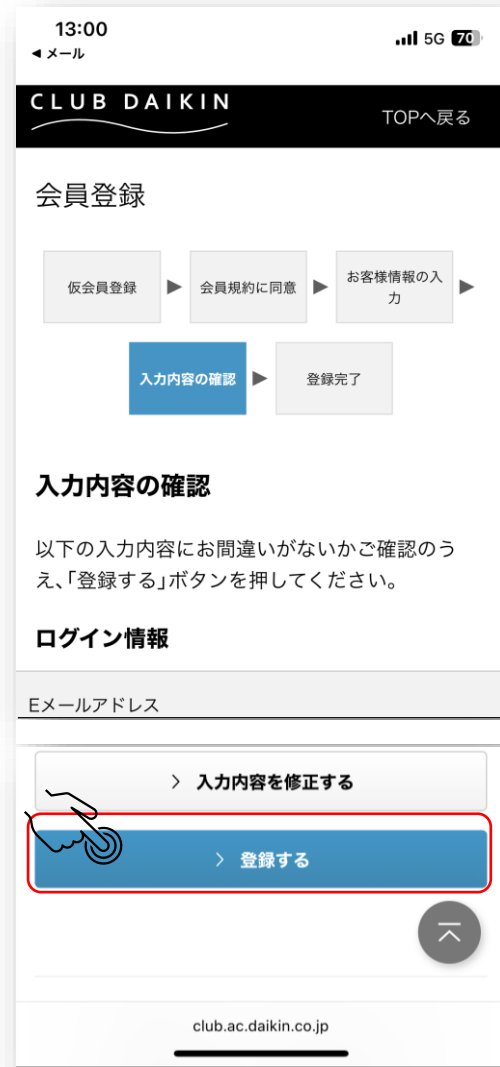 13:00
5G 70
◀ メール
CLUB DAIKIN
TOPへ戻る
会員登録
仮会員登録 ▶ 会員規約に同意 ▶ お客様情報の入
力 ▶
入力内容の確認 ▶ 登録完了
入力内容の確認
以下の入力内容にお間違いがないかご確認のう
え、「登録する」ボタンを押してください。
ログイン情報
Eメールアドレス
> 入力内容を修正する
> 登録する
club.ac.daikin.co.jp